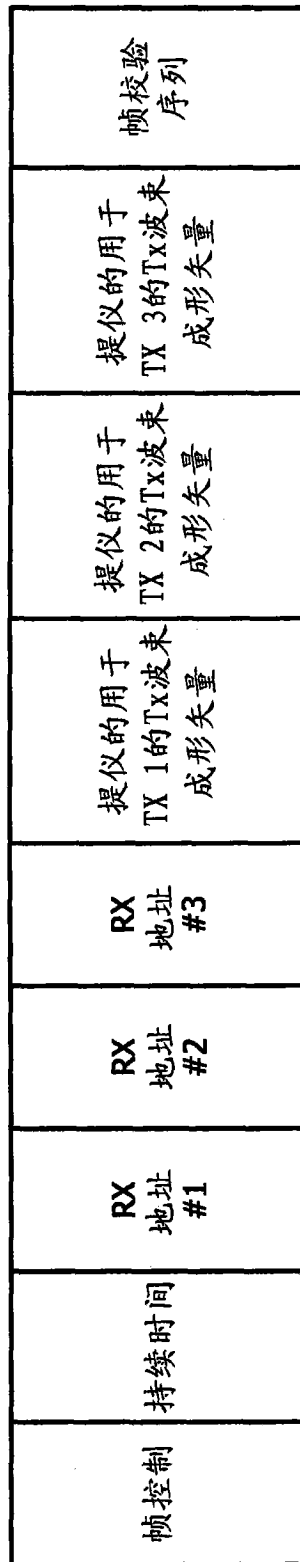 帧控制
持续时间
RX
地址
#1
RX
地址
#2
RX
地址
#3
提仪的用于
TX 1的Tx波束
成形矢量
提仪的用于
TX 2的Tx波束
成形矢量
提仪的用于
TX 3的Tx波束
成形矢量
帧校验
序列